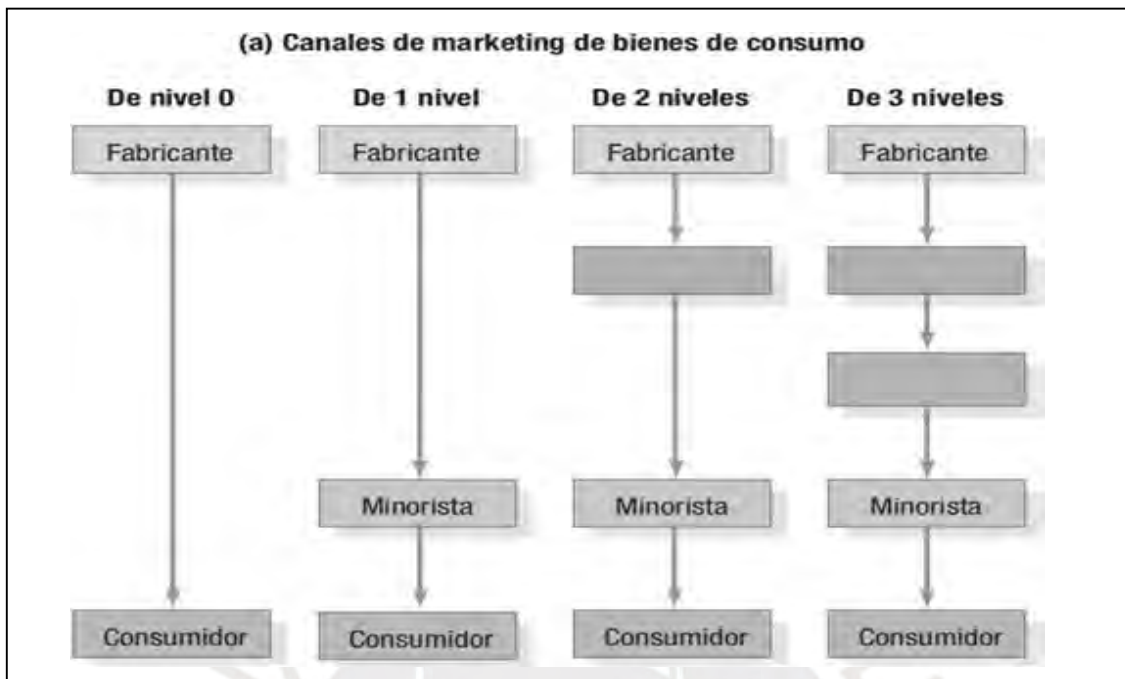 (a) Canales de marketing de bienes de consumo
De nivel 0 De 1 nivel De 2 niveles De 3 niveles
Fabricante Fabricante Fabricante Fabricante
Minorista Minorista Minorista
Consumidor Consumidor Consumidor Consumidor